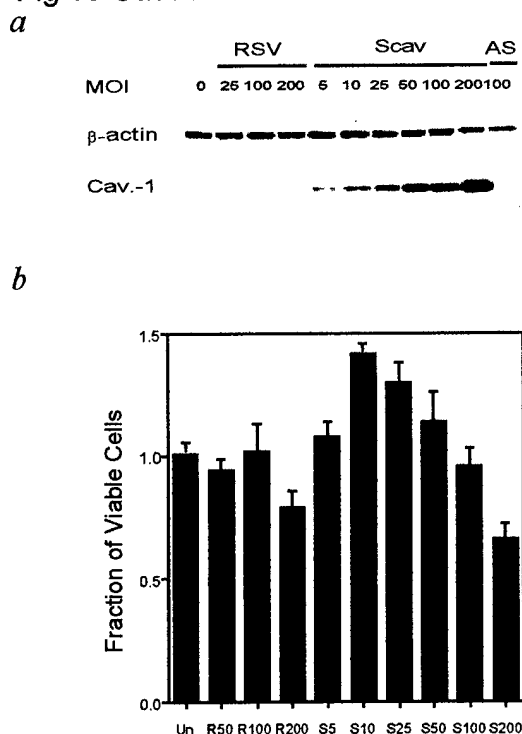 a
RSV Scav AS
MOI 0 25 100 200 5 10 25 50 100 200 100
β-actin
Cav.-1
b
1.5
1.0
0.5
0.0
Fraction of Viable Cells
Un R50 R100 R200 S5 S10 S25 S50 S100 S200